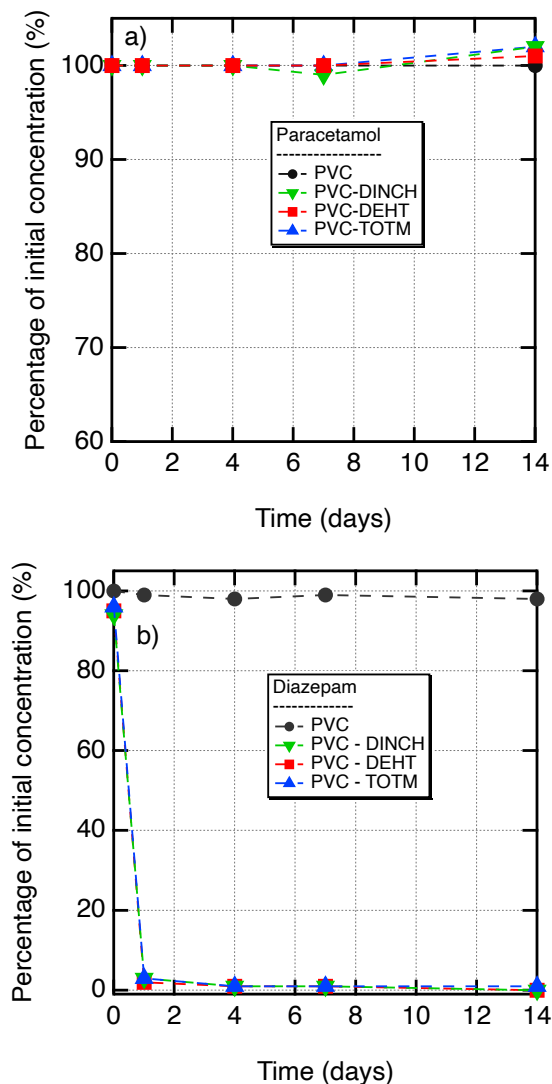 a)
Percentage of initial concentration (%)
100
90
80
70
60
Paracetamol
------------------
PVC
PVC-DINCH
PVC-DEHT
PVC-TOTM
0 2 4 6 8 10 12 14
Time (days)
b)
Percentage of initial concentration (%)
100
80
60
40
20
0
Diazepam
-------------
PVC
PVC - DINCH
PVC - DEHT
PVC - TOTM
0 2 4 6 8 10 12 14
Time (days)